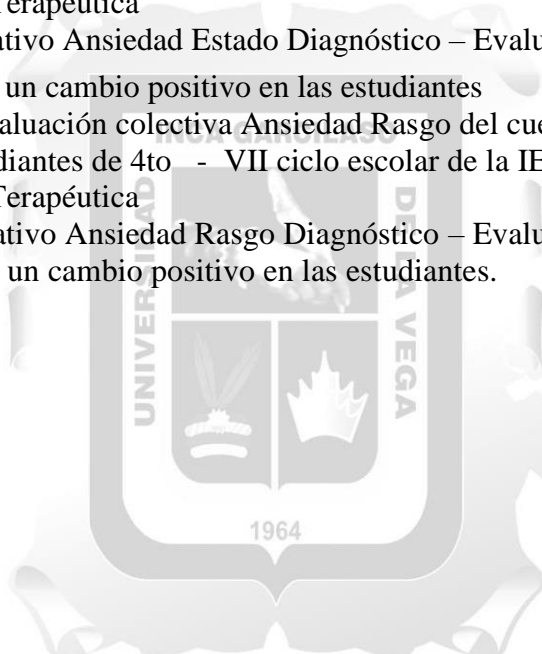 Terapéutica
ativo Ansiedad Estado Diagnóstico – Evalu
un cambio positivo en las estudiantes
aluación colectiva Ansiedad Rasgo del cue
diantes de 4to - VII ciclo escolar de la IE
Terapéutica
ativo Ansiedad Rasgo Diagnóstico – Evalu
un cambio positivo en las estudiantes.
INCA GARCILASO
UNIVERSIDAD
DE LA VEGA
1964